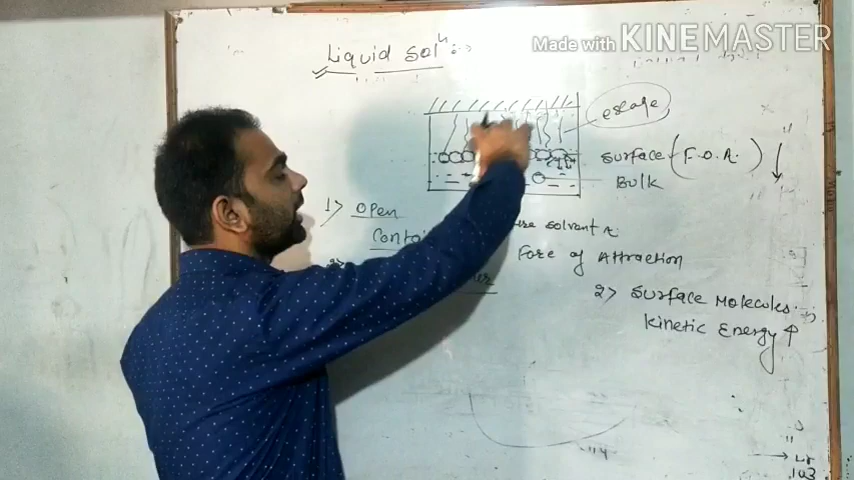 Made with KINEMASTER
Liquid Solⁿ :-
escape
Surface (F.O.A.) ↓
Bulk
1> Open
solvent A.
Force of Attraction
2> Surface Molecules.
Kinetic Energy ↑
103